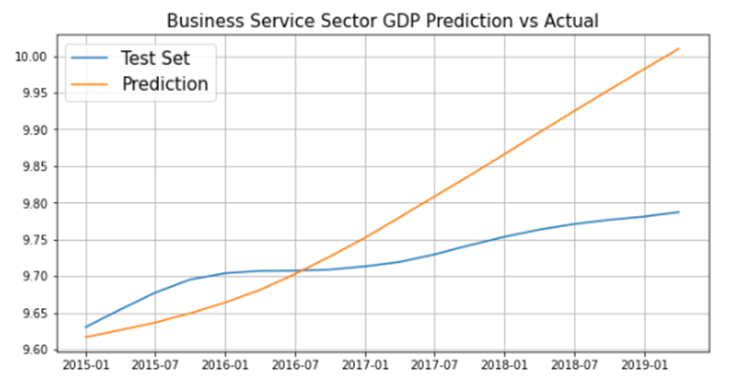 Business Service Sector GDP Prediction vs Actual
Test Set
Prediction
10.00
9.95
9.90
9.85
9.80
9.75
9.70
9.65
9.60
2015-01 2015-07 2016-01 2016-07 2017-01 2017-07 2018-01 2018-07 2019-01